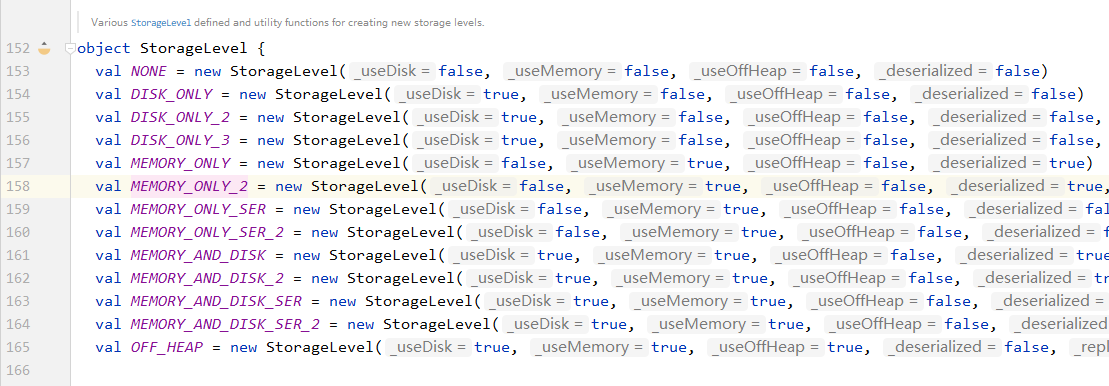 Various StorageLevel defined and utility functions for creating new storage levels.
152 object StorageLevel {
153 val NONE = new StorageLevel( _useDisk = false, _useMemory = false, _useOffHeap = false, _deserialized = false)
154 val DISK_ONLY = new StorageLevel( _useDisk = true, _useMemory = false, _useOffHeap = false, _deserialized = false)
155 val DISK_ONLY_2 = new StorageLevel( _useDisk = true, _useMemory = false, _useOffHeap = false, _deserialized = false,
156 val DISK_ONLY_3 = new StorageLevel( _useDisk = true, _useMemory = false, _useOffHeap = false, _deserialized = false,
157 val MEMORY_ONLY = new StorageLevel( _useDisk = false, _useMemory = true, _useOffHeap = false, _deserialized = true)
158 val MEMORY_ONLY_2 = new StorageLevel( _useDisk = false, _useMemory = true, _useOffHeap = false, _deserialized = true,
159 val MEMORY_ONLY_SER = new StorageLevel( _useDisk = false, _useMemory = true, _useOffHeap = false, _deserialized = fal
160 val MEMORY_ONLY_SER_2 = new StorageLevel( _useDisk = false, _useMemory = true, _useOffHeap = false, _deserialized = f
161 val MEMORY_AND_DISK = new StorageLevel( _useDisk = true, _useMemory = true, _useOffHeap = false, _deserialized = true
162 val MEMORY_AND_DISK_2 = new StorageLevel( _useDisk = true, _useMemory = true, _useOffHeap = false, _deserialized = tr
163 val MEMORY_AND_DISK_SER = new StorageLevel( _useDisk = true, _useMemory = true, _useOffHeap = false, _deserialized =
164 val MEMORY_AND_DISK_SER_2 = new StorageLevel( _useDisk = true, _useMemory = true, _useOffHeap = false, _deserialized
165 val OFF_HEAP = new StorageLevel( _useDisk = true, _useMemory = true, _useOffHeap = true, _deserialized = false, _repl
166